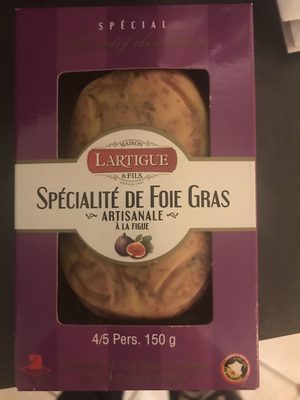 SPÉCIAL
MAISON
LARTIGUE
& FILS
SPÉCIALITÉ DE FOIE GRAS
ARTISANALE
À LA FIGUE
4/5 Pers. 150 g